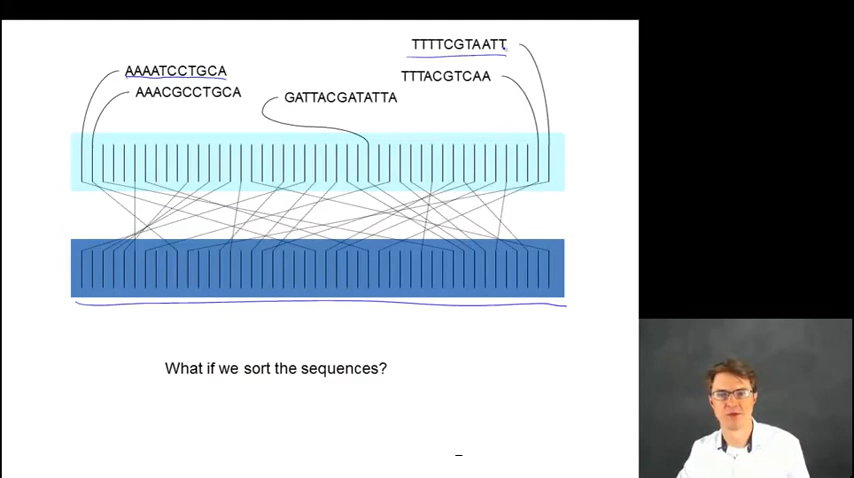 TTTTCGTAATT
AAAATCCTGCA
TTTACGTCAA
AAACGCCTGCA
GATTACGATATTA
What if we sort the sequences?